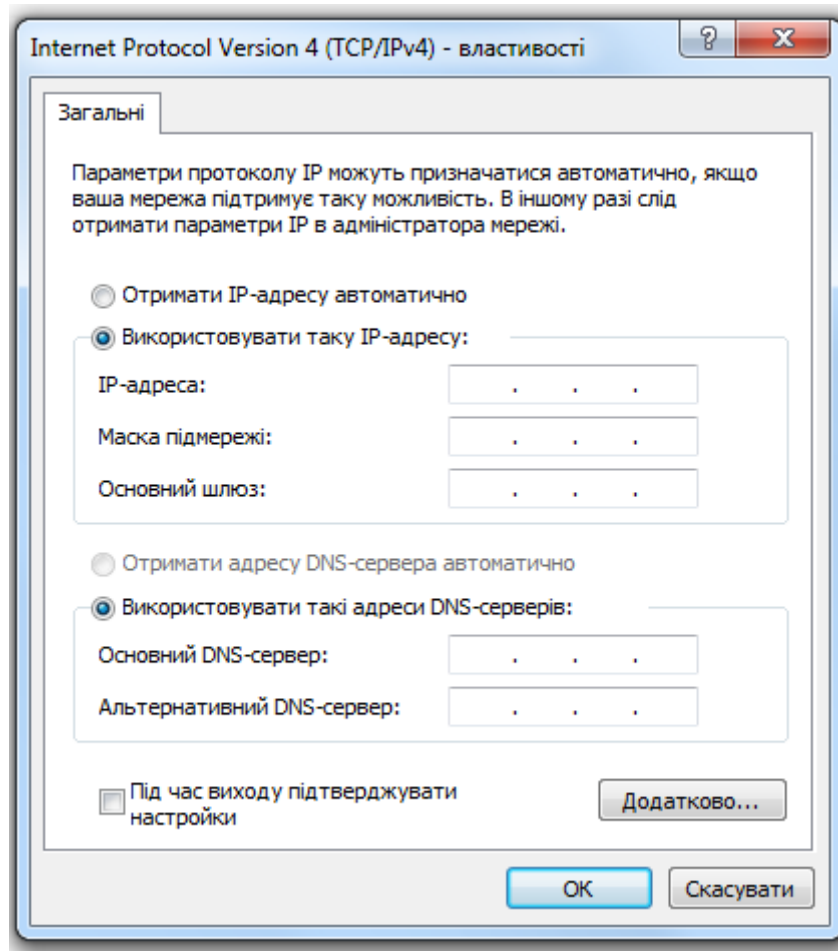 Internet Protocol Version 4 (TCP/IPv4) - властивості
Загальні
Параметри протоколу IP можуть призначатися автоматично, якщо
ваша мережа підтримує таку можливість. В іншому разі слід
отримати параметри IP в адміністратора мережі.
Отримати IP-адресу автоматично
Використовувати таку IP-адресу:
IP-адреса: . . .
Маска підмережі: . . .
Основний шлюз: . . .
Отримати адресу DNS-сервера автоматично
Використовувати такі адреси DNS-серверів:
Основний DNS-сервер: . . .
Альтернативний DNS-сервер: . . .
Під час виходу підтверджувати
настройки
Додатково...
OK Скасувати